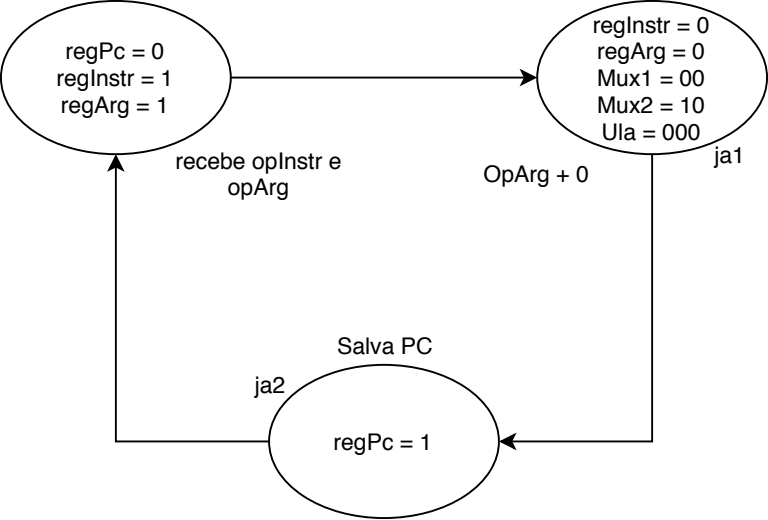 regPc = 0
regInstr = 1
regArg = 1
recebe opInstr e
opArg
regInstr = 0
regArg = 0
Mux1 = 00
Mux2 = 10
Ula = 000
ja1
OpArg + 0
Salva PC
ja2
regPc = 1